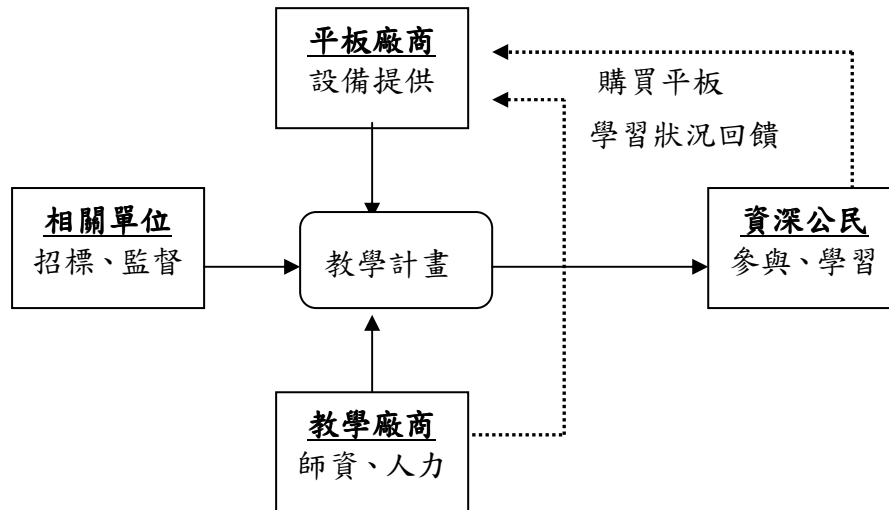 平板廠商
設備提供
購買平板
學習狀況回饋
相關單位
招標、監督
教學計畫
資深公民
參與、學習
教學廠商
師資、人力